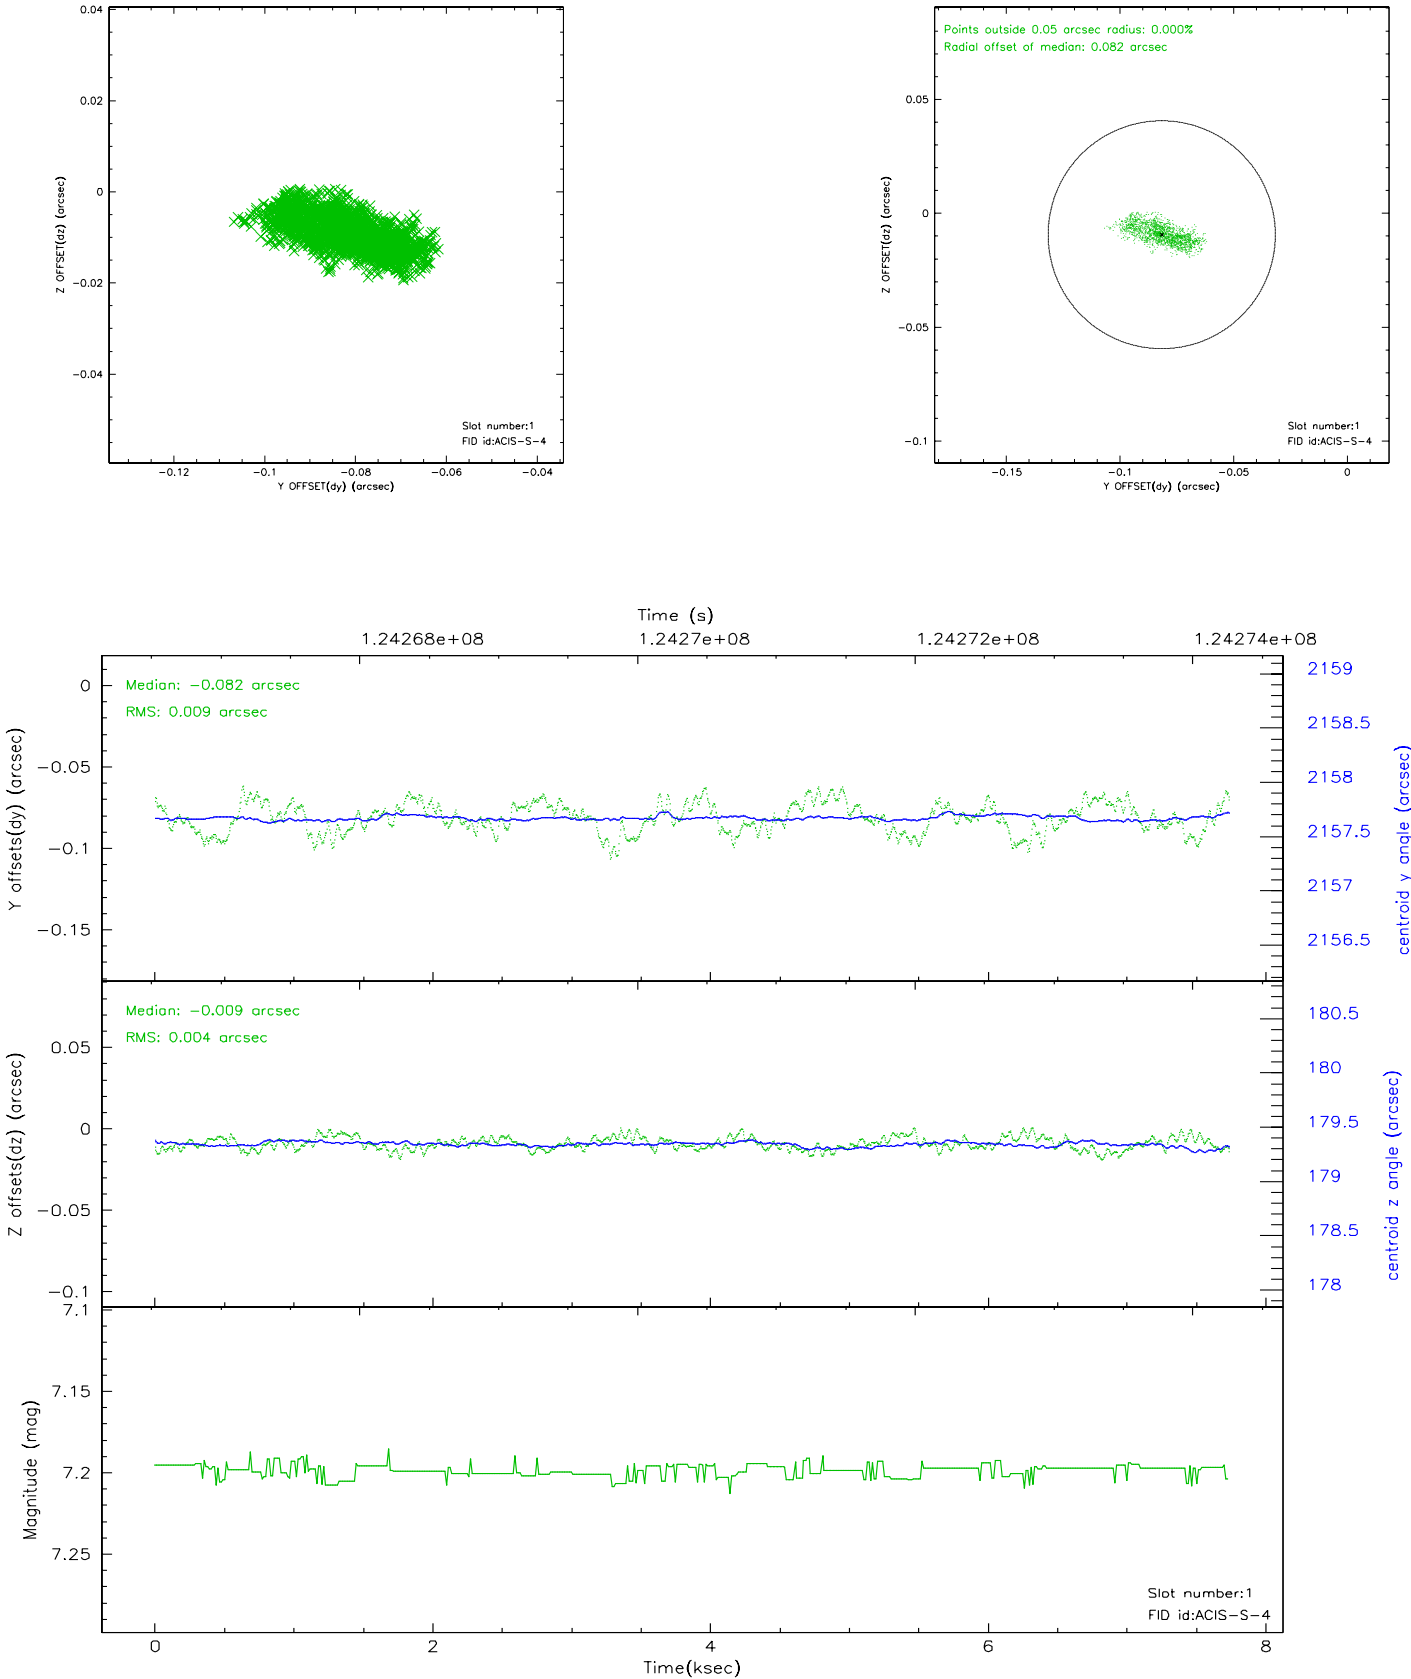 0.04
0.02
0
−0.02
−0.04
Z OFFSET(dz) (arcsec)
−0.12
−0.1
−0.08
−0.06
−0.04
Y OFFSET(dy) (arcsec)
Slot number:1
FID id:ACIS−S−4
Points outside 0.05 arcsec radius: 0.000%
Radial offset of median: 0.082 arcsec
0.05
0
−0.05
−0.1
Z OFFSET(dz) (arcsec)
−0.15
−0.1
−0.05
0
Y OFFSET(dy) (arcsec)
Slot number:1
FID id:ACIS−S−4
Time (s)
1.24268e+08
1.2427e+08
1.24272e+08
1.24274e+08
Median: −0.082 arcsec
RMS: 0.009 arcsec
0
−0.05
−0.1
−0.15
Y offsets(dy) (arcsec)
2159
2158.5
2158
2157.5
2157
2156.5
centroid y angle (arcsec)
Median: −0.009 arcsec
RMS: 0.004 arcsec
0.05
0
−0.05
−0.1
Z offsets(dz) (arcsec)
180.5
180
179.5
179
178.5
178
centroid z angle (arcsec)
7.1
7.15
7.2
7.25
Magnitude (mag)
Slot number:1
FID id:ACIS−S−4
0
2
4
6
8
Time(ksec)